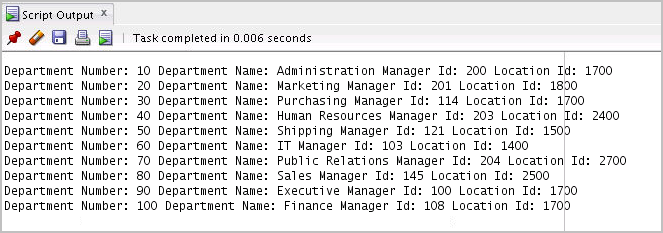 Script Output x
Task completed in 0.006 seconds
Department Number: 10 Department Name: Administration Manager Id: 200 Location Id: 1700
Department Number: 20 Department Name: Marketing Manager Id: 201 Location Id: 1800
Department Number: 30 Department Name: Purchasing Manager Id: 114 Location Id: 1700
Department Number: 40 Department Name: Human Resources Manager Id: 203 Location Id: 2400
Department Number: 50 Department Name: Shipping Manager Id: 121 Location Id: 1500
Department Number: 60 Department Name: IT Manager Id: 103 Location Id: 1400
Department Number: 70 Department Name: Public Relations Manager Id: 204 Location Id: 2700
Department Number: 80 Department Name: Sales Manager Id: 145 Location Id: 2500
Department Number: 90 Department Name: Executive Manager Id: 100 Location Id: 1700
Department Number: 100 Department Name: Finance Manager Id: 108 Location Id: 1700